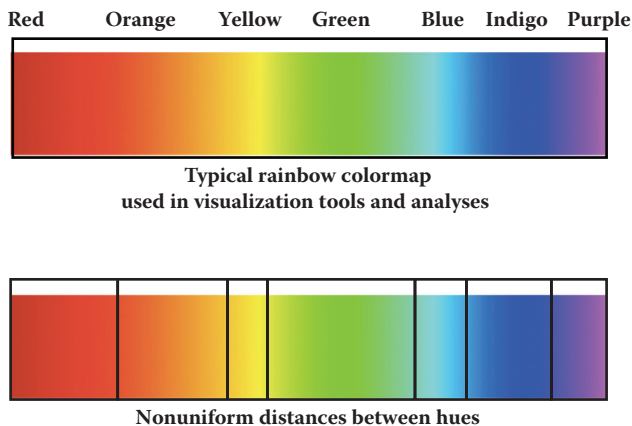 Red Orange Yellow Green Blue Indigo Purple
Typical rainbow colormap
used in visualization tools and analyses
Nonuniform distances between hues